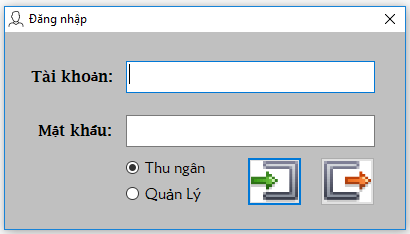 Đăng nhập
Tài khoản:
Mật khẩu:
Thu ngân
Quản Lý